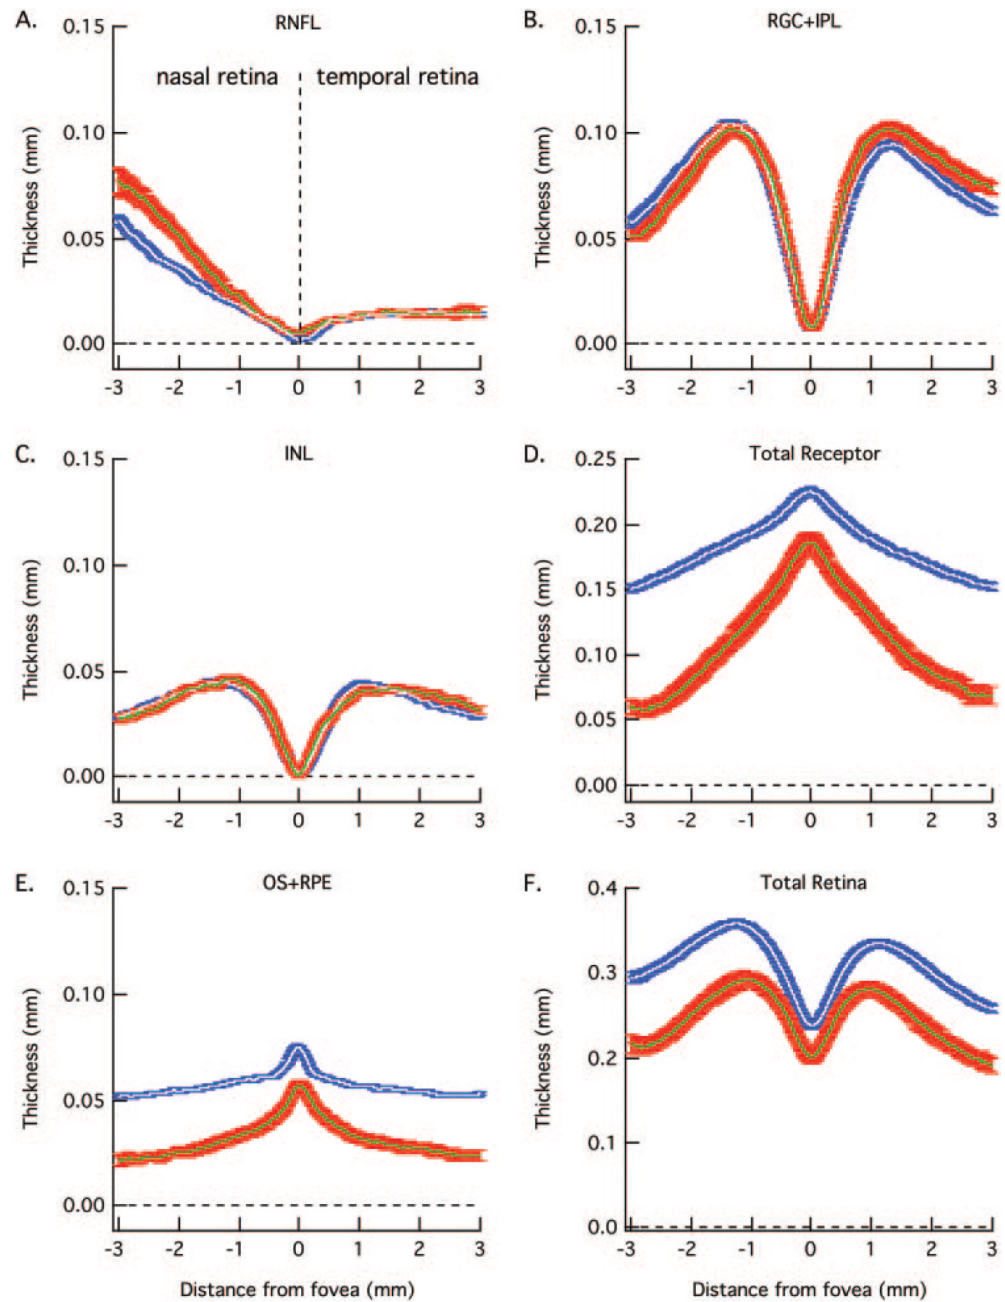 A. RNFL
0.15
0.10
0.05
0.00
Thickness (mm)
nasal retina temporal retina
-3 -2 -1 0 1 2 3
B. RGC+IPL
0.15
0.10
0.05
0.00
Thickness (mm)
-3 -2 -1 0 1 2 3
C. INL
0.15
0.10
0.05
0.00
Thickness (mm)
-3 -2 -1 0 1 2 3
D. Total Receptor
0.25
0.20
0.15
0.10
0.05
0.00
Thickness (mm)
-3 -2 -1 0 1 2 3
E. OS+RPE
0.15
0.10
0.05
0.00
Thickness (mm)
-3 -2 -1 0 1 2 3
Distance from fovea (mm)
F. Total Retina
0.4
0.3
0.2
0.1
0.0
Thickness (mm)
-3 -2 -1 0 1 2 3
Distance from fovea (mm)